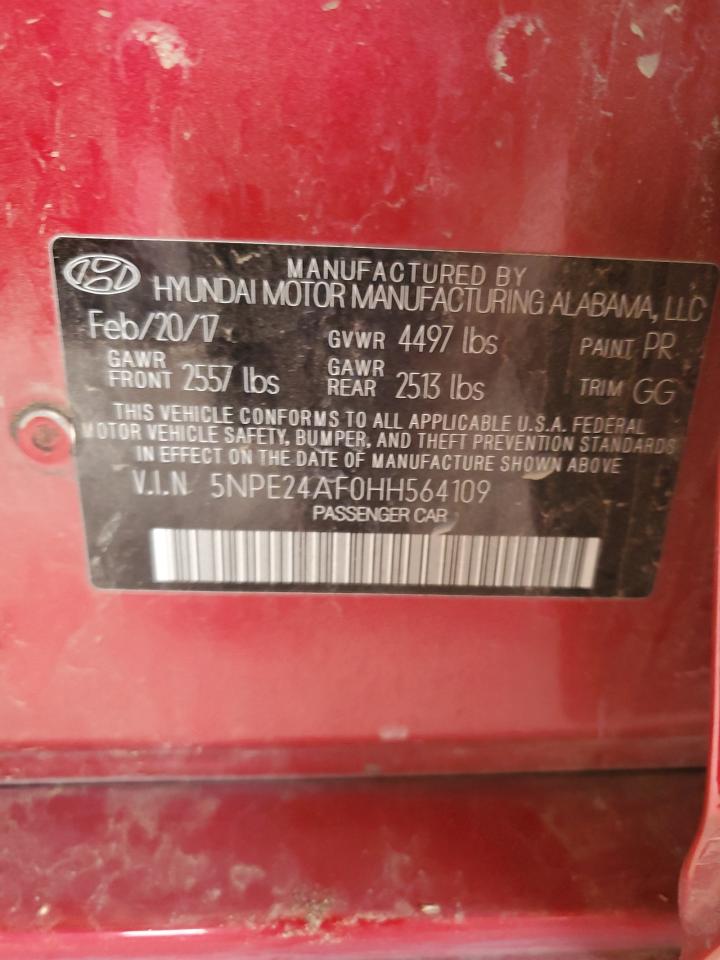 MANUFACTURED BY
HYUNDAI MOTOR MANUFACTURING ALABAMA, LLC
Feb/20/17 GVWR 4497 lbs PAINT PR
GAWR FRONT 2557 lbs GAWR REAR 2513 lbs TRIM GG
THIS VEHICLE CONFORMS TO ALL APPLICABLE U.S.A. FEDERAL
MOTOR VEHICLE SAFETY, BUMPER, AND THEFT PREVENTION STANDARDS
IN EFFECT ON THE DATE OF MANUFACTURE SHOWN ABOVE
V.I.N 5NPE24AF0HH564109
PASSENGER CAR